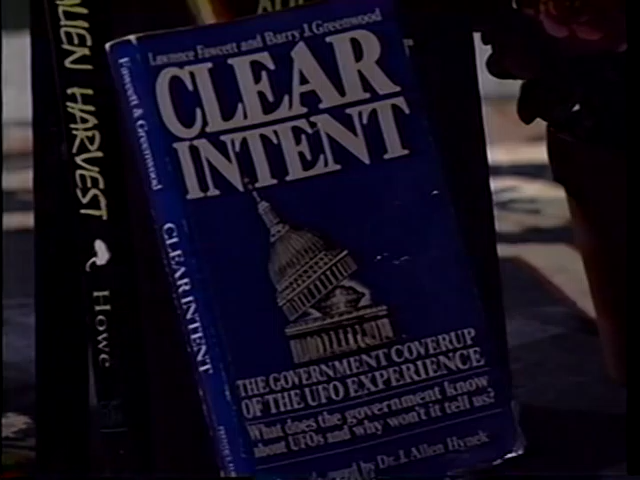 ALIEN HARVEST
Howe
Fawcett & Greenwood
CLEAR INTENT
Lawrence Fawcett and Barry J. Greenwood
CLEAR
INTENT
THE GOVERNMENT COVERUP
OF THE UFO EXPERIENCE
What does the government know
about UFOs and why won't it tell us?
by Dr. J. Allen Hynek